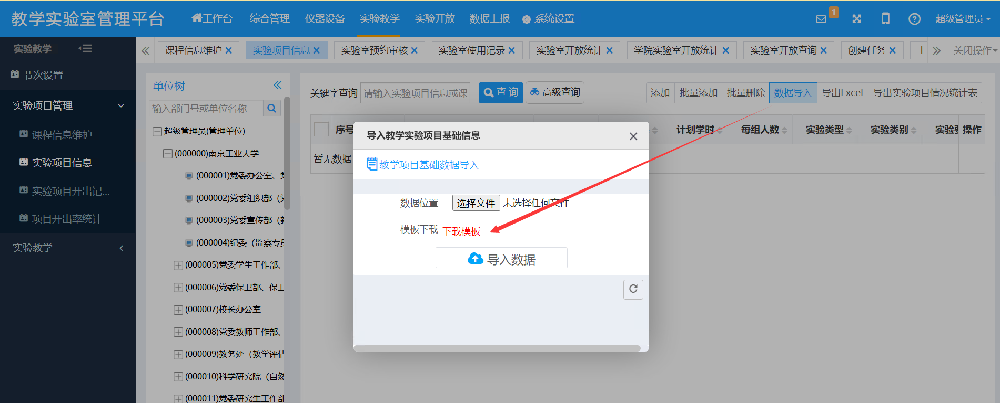 教学实验室管理平台
工作台 综合管理 仪器设备 实验教学 实验开放 数据上报 系统设置
1
超级管理员
实验教学
节次设置
实验项目管理
课程信息维护
实验项目信息
实验项目开出记...
项目开出率统计
实验教学
课程信息维护 实验项目信息 实验室预约审核 实验室使用记录 实验室开放统计 学院实验室开放统计 实验室开放查询 创建任务 上 关闭操作
单位树
输入部门号或单位名称
超级管理员(管理单位)
(000000)南京工业大学
(000001)党委办公室、
(000002)党委组织部（
(000003)党委宣传部（
(000004)纪委（监察专员
(000005)党委学生工作部、
(000006)党委保卫部、保卫
(000007)校长办公室
(000008)党委教师工作部、
(000009)教务处（教学评估
(000010)科学研究院（自然
(000011)党委研究生工作部
关键字查询 请输入实验项目信息或课 查 询 高级查询
添加 批量添加 批量删除 数据导入 导出Excel 导出实验项目情况统计表
序号 计划学时 每组人数 实验类型 实验类别 实验要 操作
暂无数据
导入教学实验项目基础信息
教学项目基础数据导入
数据位置 选择文件 未选择任何文件
模板下载 下载模板
导入数据